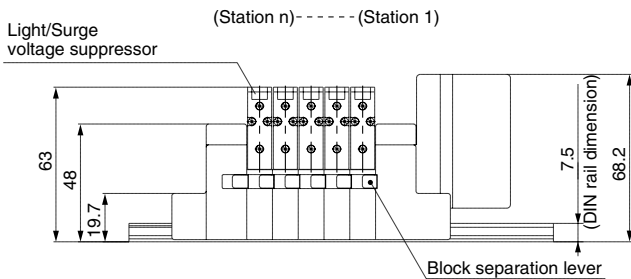 (Station n)------(Station 1)
Light/Surge
voltage suppressor
63
48
19.7
7.5
(DIN rail dimension)
68.2
Block separation lever